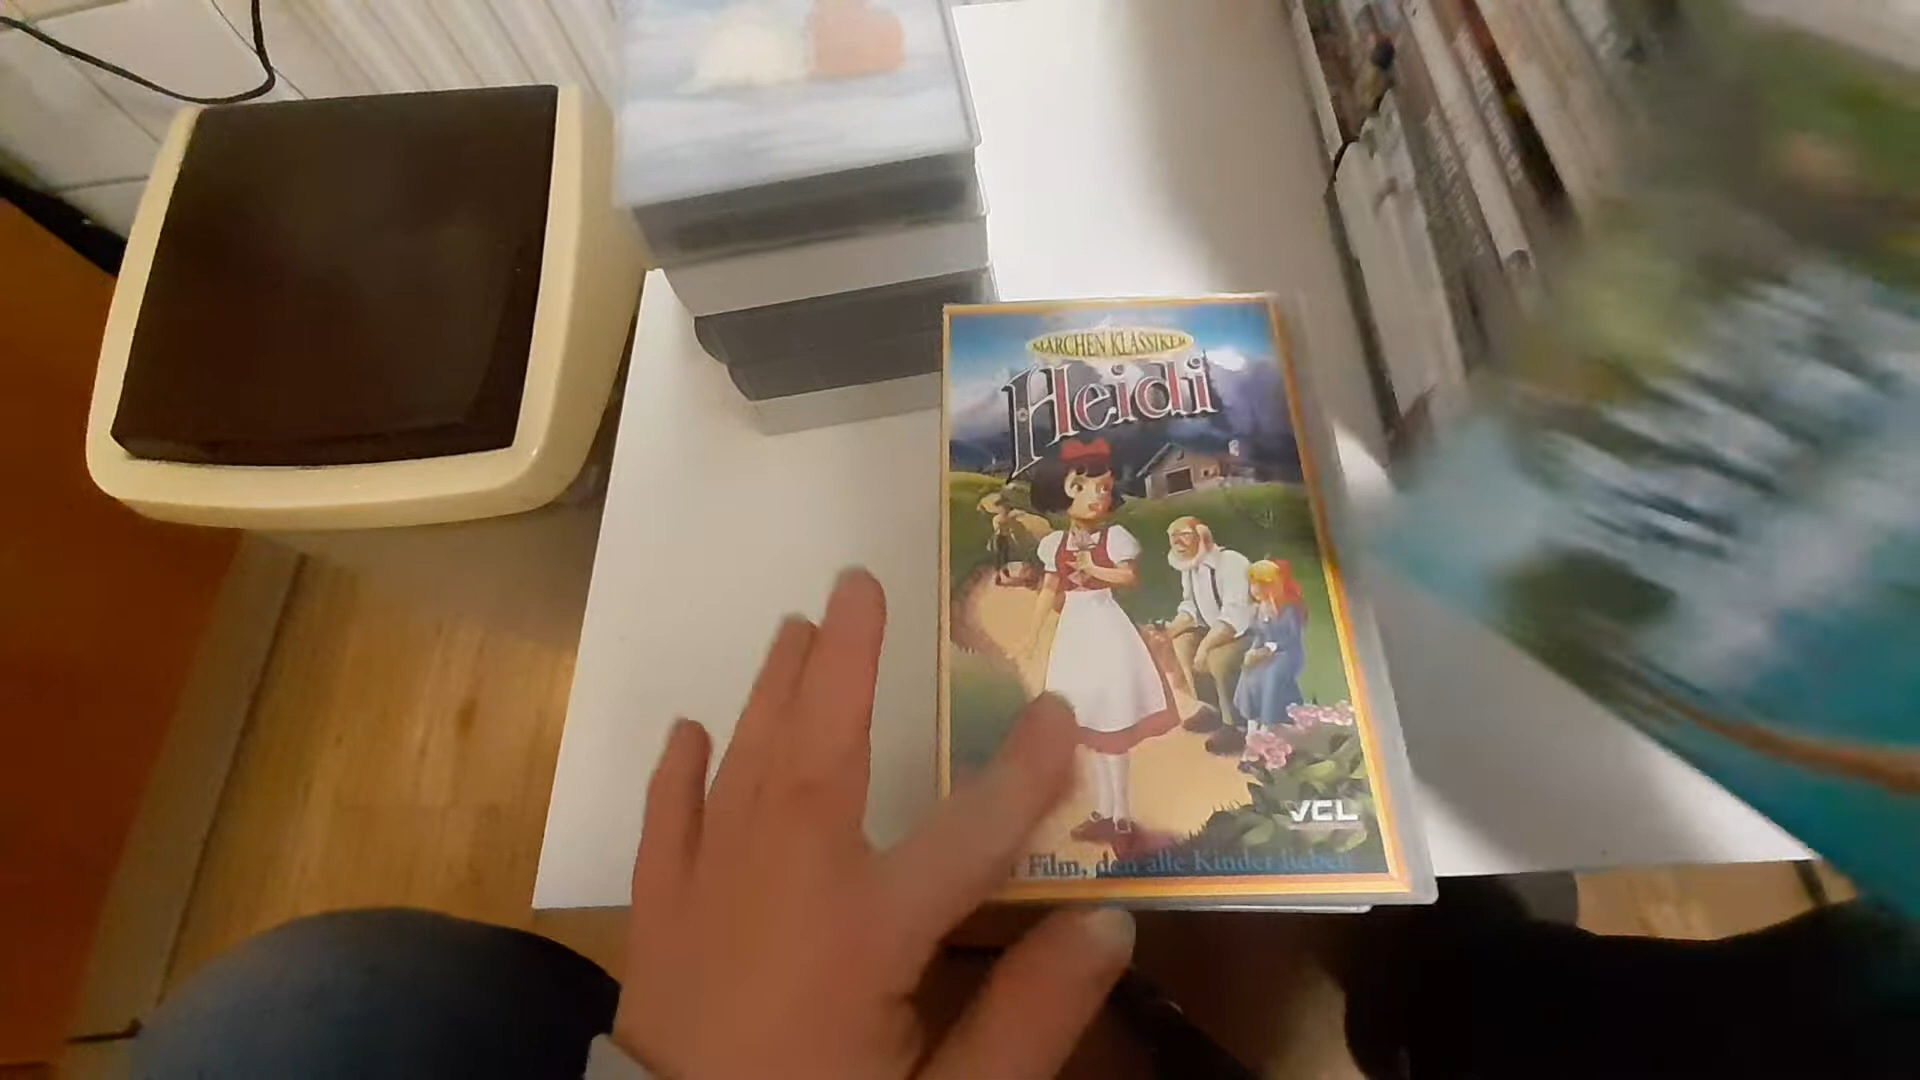 MÄRCHEN KLASSIKER
Heidi
VCL
Film, den alle Kinder lieben